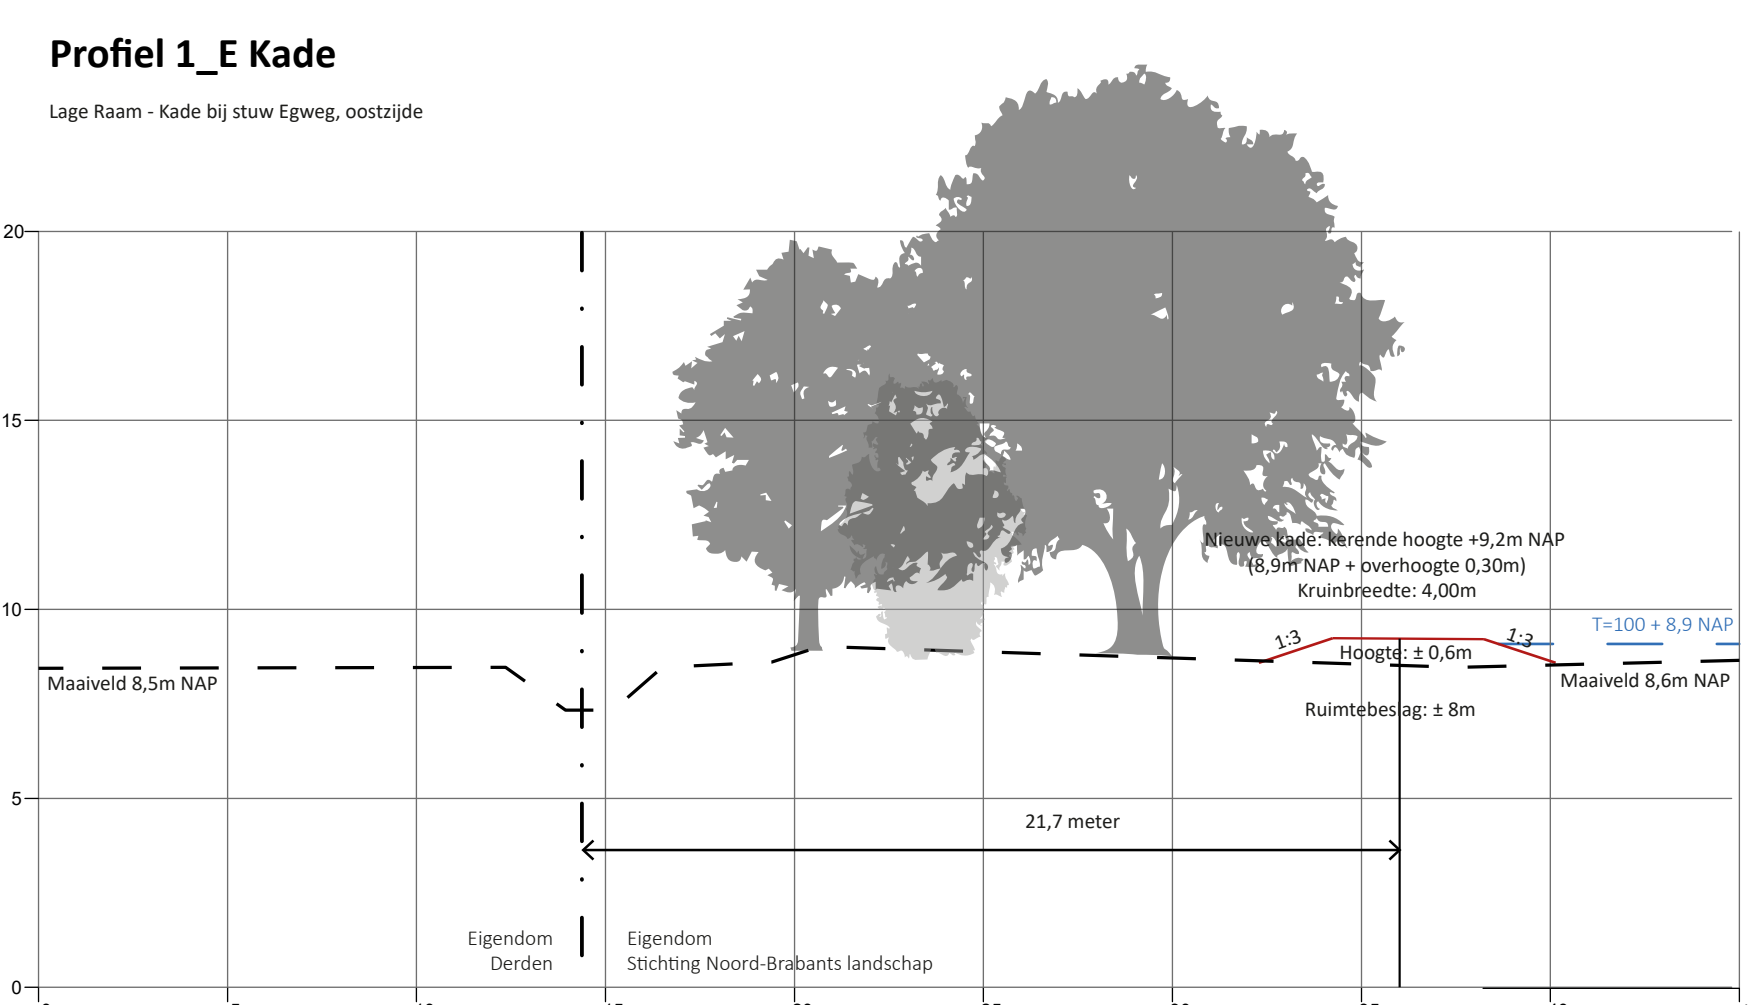 Profiel 1_E Kade
Lage Raam - Kade bij stuw Egweg, oostzijde
20
15
Nieuwe kade: kerende hoogte +9,2m NAP
(8,9m NAP + overhoogte 0,30m)
Kruinbreedte: 4,00m
10
T=100 + 8,9 NAP
1:3
1:3
Hoogte: ± 0,6m
Maaiveld 8,5m NAP
Maaiveld 8,6m NAP
Ruimtebeslag: ± 8m
5
21,7 meter
Eigendom
Derden
Eigendom
Stichting Noord-Brabants landschap
0